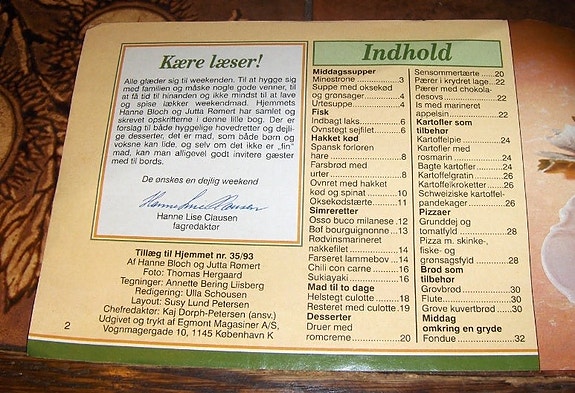 Kære læser!
Alle glæder sig til weekenden. Til at hygge sig
med familien og måske nogle gode venner, til
at få tid til hinanden og ikke mindst til at lave
og spise lækker weekendmad. Hjemmets
Hanne Bloch og Jutta Rømert har samlet og
skrevet opskrifterne i denne lille bog. Der er
forslag til både hyggelige hovedretter og dejli-
ge desserter, det er mad, som både børn og
voksne kan lide, og selv om det ikke er „fin”
mad, kan man alligevel godt invitere gæster
med til bords.
De ønskes en dejlig weekend
Hanne Lise Clausen
Hanne Lise Clausen
fagredaktør
Tillæg til Hjemmet nr. 35/93
Af Hanne Bloch og Jutta Rømert
Foto: Thomas Hergaard
Tegninger: Annette Bering Liisberg
Redigering: Ulla Schousen
Layout: Susy Lund Petersen
Chefredaktør: Kaj Dorph-Petersen (ansv.)
Udgivet og trykt af Egmont Magasiner A/S,
Vognmagergade 10, 1145 København K
2
Indhold
Middagssupper
Minestrone 3
Suppe med oksekød
og grønsager 4
Urtesuppe 4
Fisk
Indbagt laks 6
Ovnstegt sejfilet 6
Hakket kød
Spansk forloren
hare 8
Farsbrød med
urter 8
Ovnret med hakket
kød og spinat 10
Oksekødstærte 11
Simreretter
Osso buco milanese 12
Bøf bourguignonne 13
Rødvinsmarineret
nakkefilet 14
Farseret lammebov 14
Chili con carne 16
Sukiayaki 16
Mad til to dage
Helstegt culotte 18
Resteret med culotte 19
Desserter
Druer med
romcreme 20
Sensommertærte 20
Pærer i krydret lage 22
Pærer med chokola-
desovs 22
Is med marineret
appelsin 22
Kartofler som
tilbehør
Kartoffelpie 24
Kartofler med
rosmarin 24
Bagte kartofler 24
Kartoffelgratin 26
Kartoffelkroketter 26
Schweiziske kartoffel-
pandekager 26
Pizzaer
Grunddej og
tomatfyld 28
Pizza m. skinke-,
fiske- og
grønsagsfyld 28
Brød som
tilbehør
Grovbrød 30
Flute 30
Grove kuvertbrød 30
Middag
omkring en gryde
Fondue 32